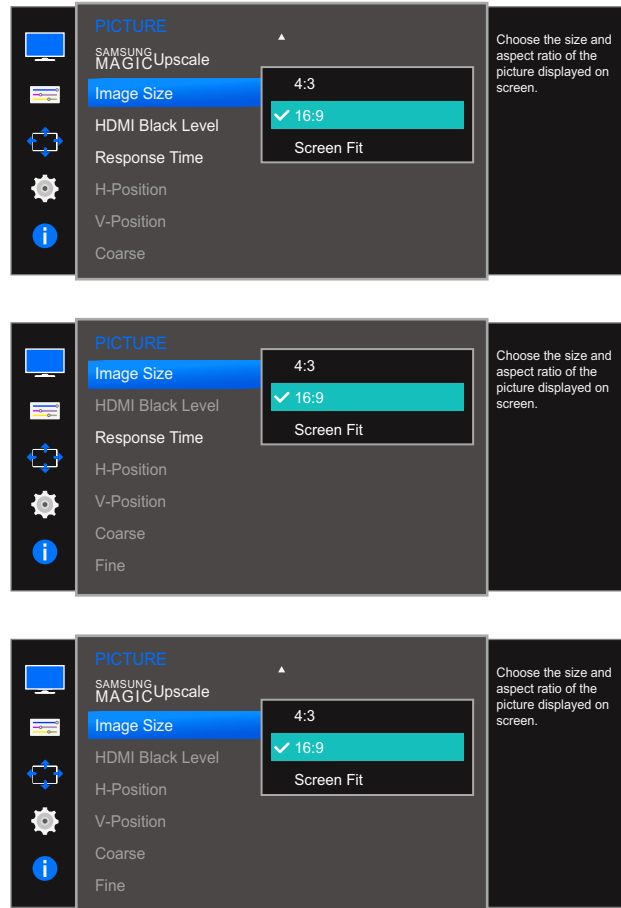 PICTURE
SAMSUNG
MAGIC Upscale
Image Size
HDMI Black Level
Response Time
H-Position
V-Position
Coarse
4:3
16:9
Screen Fit
Choose the size and
aspect ratio of the
picture displayed on
screen.
PICTURE
Image Size
HDMI Black Level
Response Time
H-Position
V-Position
Coarse
Fine
4:3
16:9
Screen Fit
Choose the size and
aspect ratio of the
picture displayed on
screen.
PICTURE
SAMSUNG
MAGIC Upscale
Image Size
HDMI Black Level
H-Position
V-Position
Coarse
Fine
4:3
16:9
Screen Fit
Choose the size and
aspect ratio of the
picture displayed on
screen.